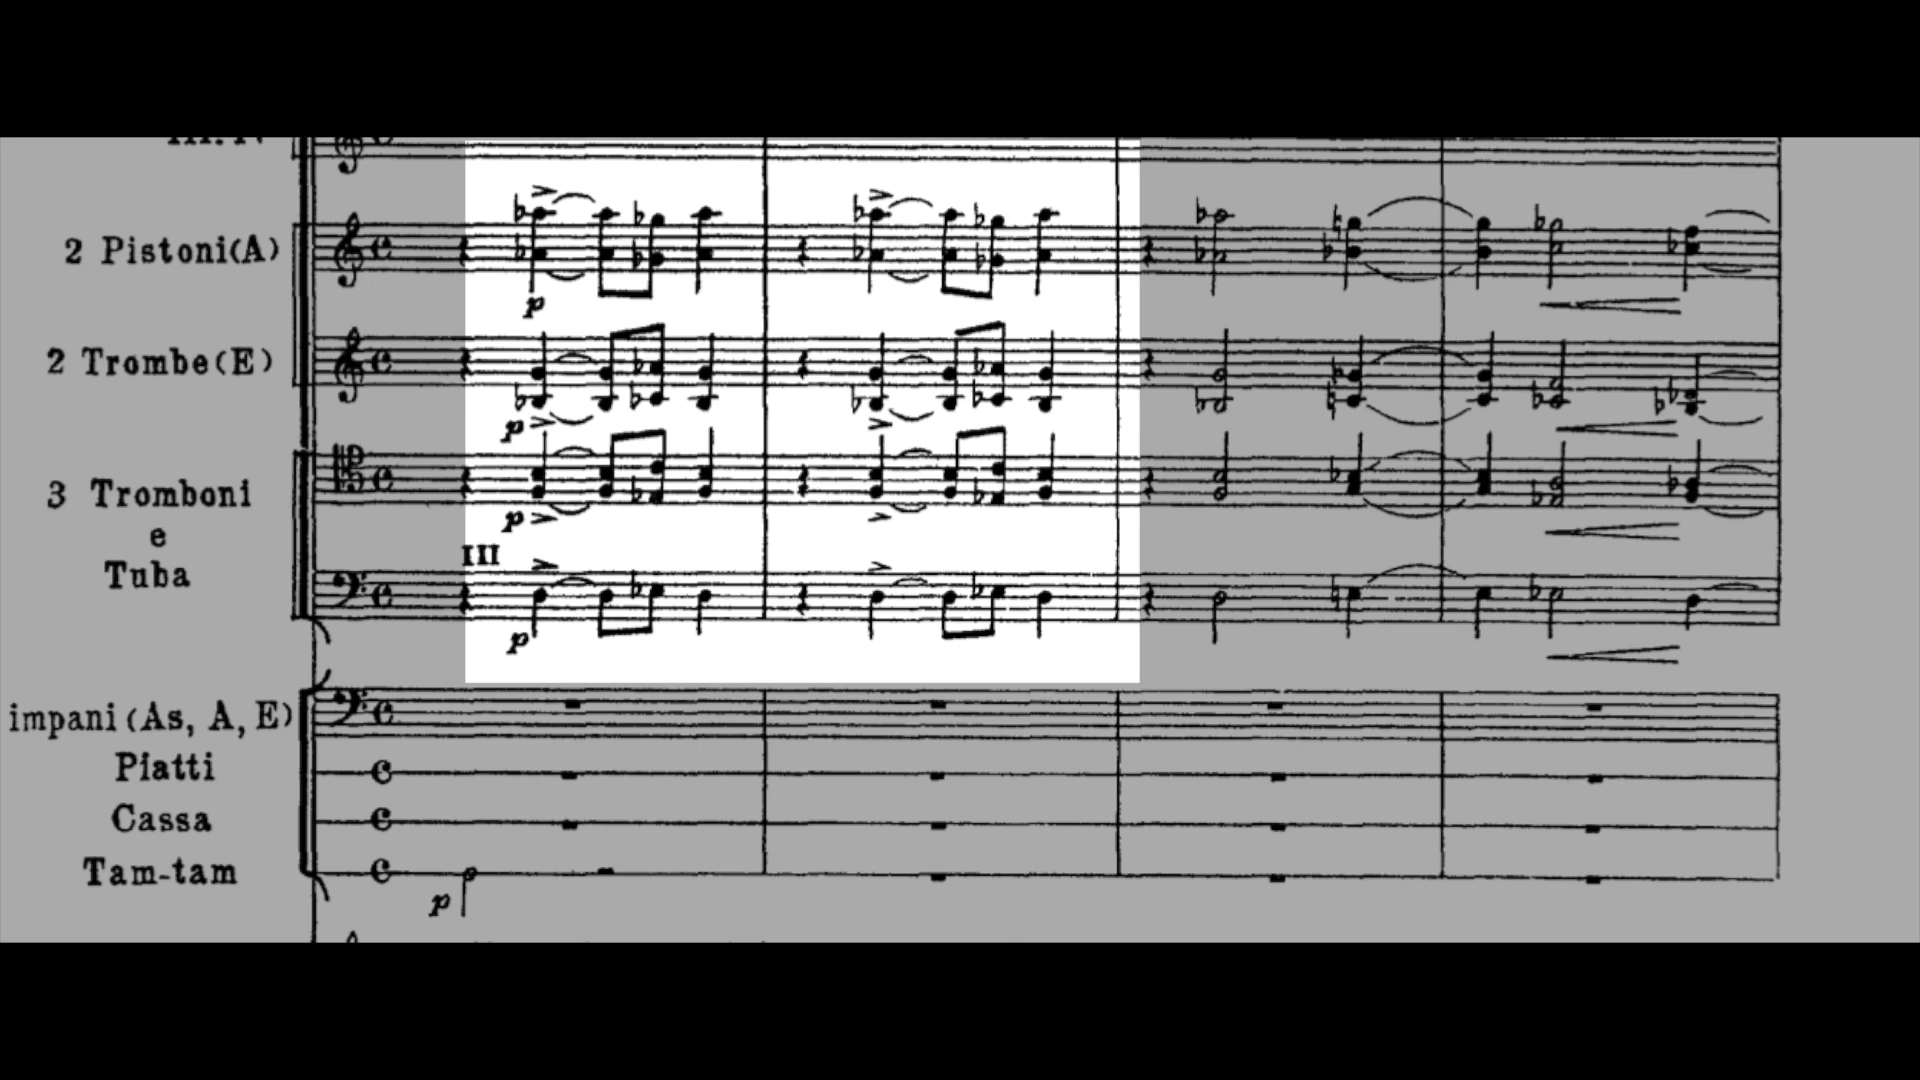 2 Pistoni(A)
p
2 Trombe(E)
p
3 Tromboni
e
Tuba
p
III
p
impani (As, A, E)
Piatti
Cassa
Tam-tam
p